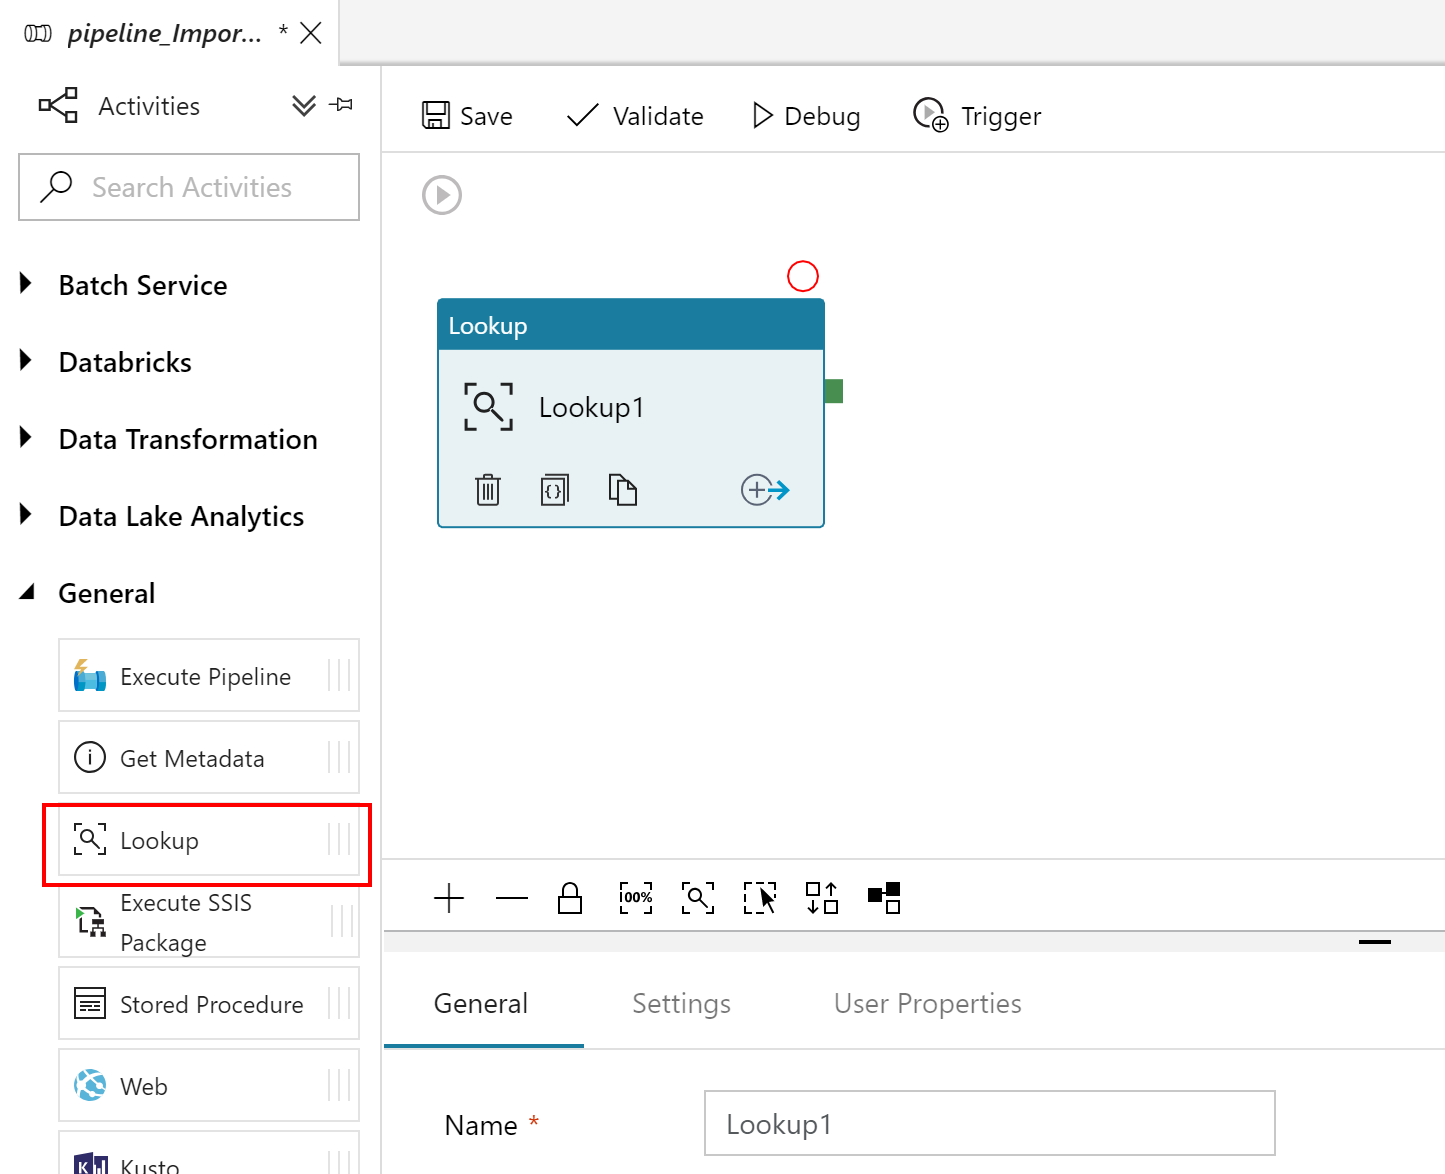 pipeline_Impor... *
Activities
Search Activities
Batch Service
Databricks
Data Transformation
Data Lake Analytics
General
Execute Pipeline
Get Metadata
Lookup
Execute SSIS
Package
Stored Procedure
Web
Kusto
Save Validate Debug Trigger
Lookup
Lookup1
{}
100%
General Settings User Properties
Name * Lookup1